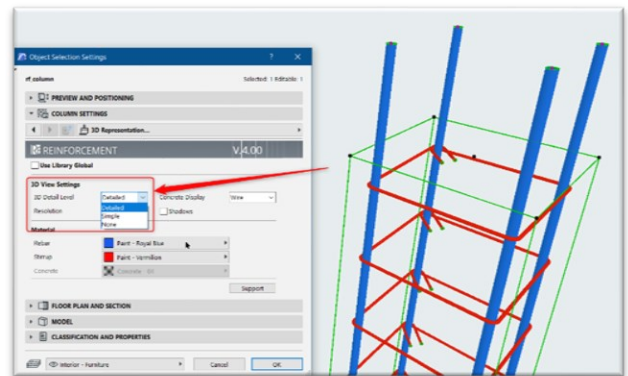 Object Selection Settings ? X
rt column Selected: 1 Editable: 1
PREVIEW AND POSITIONING
COLUMN SETTINGS
3D Representation...
REINFORCEMENT V.4.00
Use Library Global
3D View Settings
3D Detail Level Detailed Concrete Display Wire
Detailed
Resolution Simple Shadows
None
Material
Rebar Paint - Royal Blue
Stirrup Paint - Vermilion
Concrete Concrete -
Support
FLOOR PLAN AND SECTION
MODEL
CLASSIFICATION AND PROPERTIES
Interior - Furniture Cancel OK